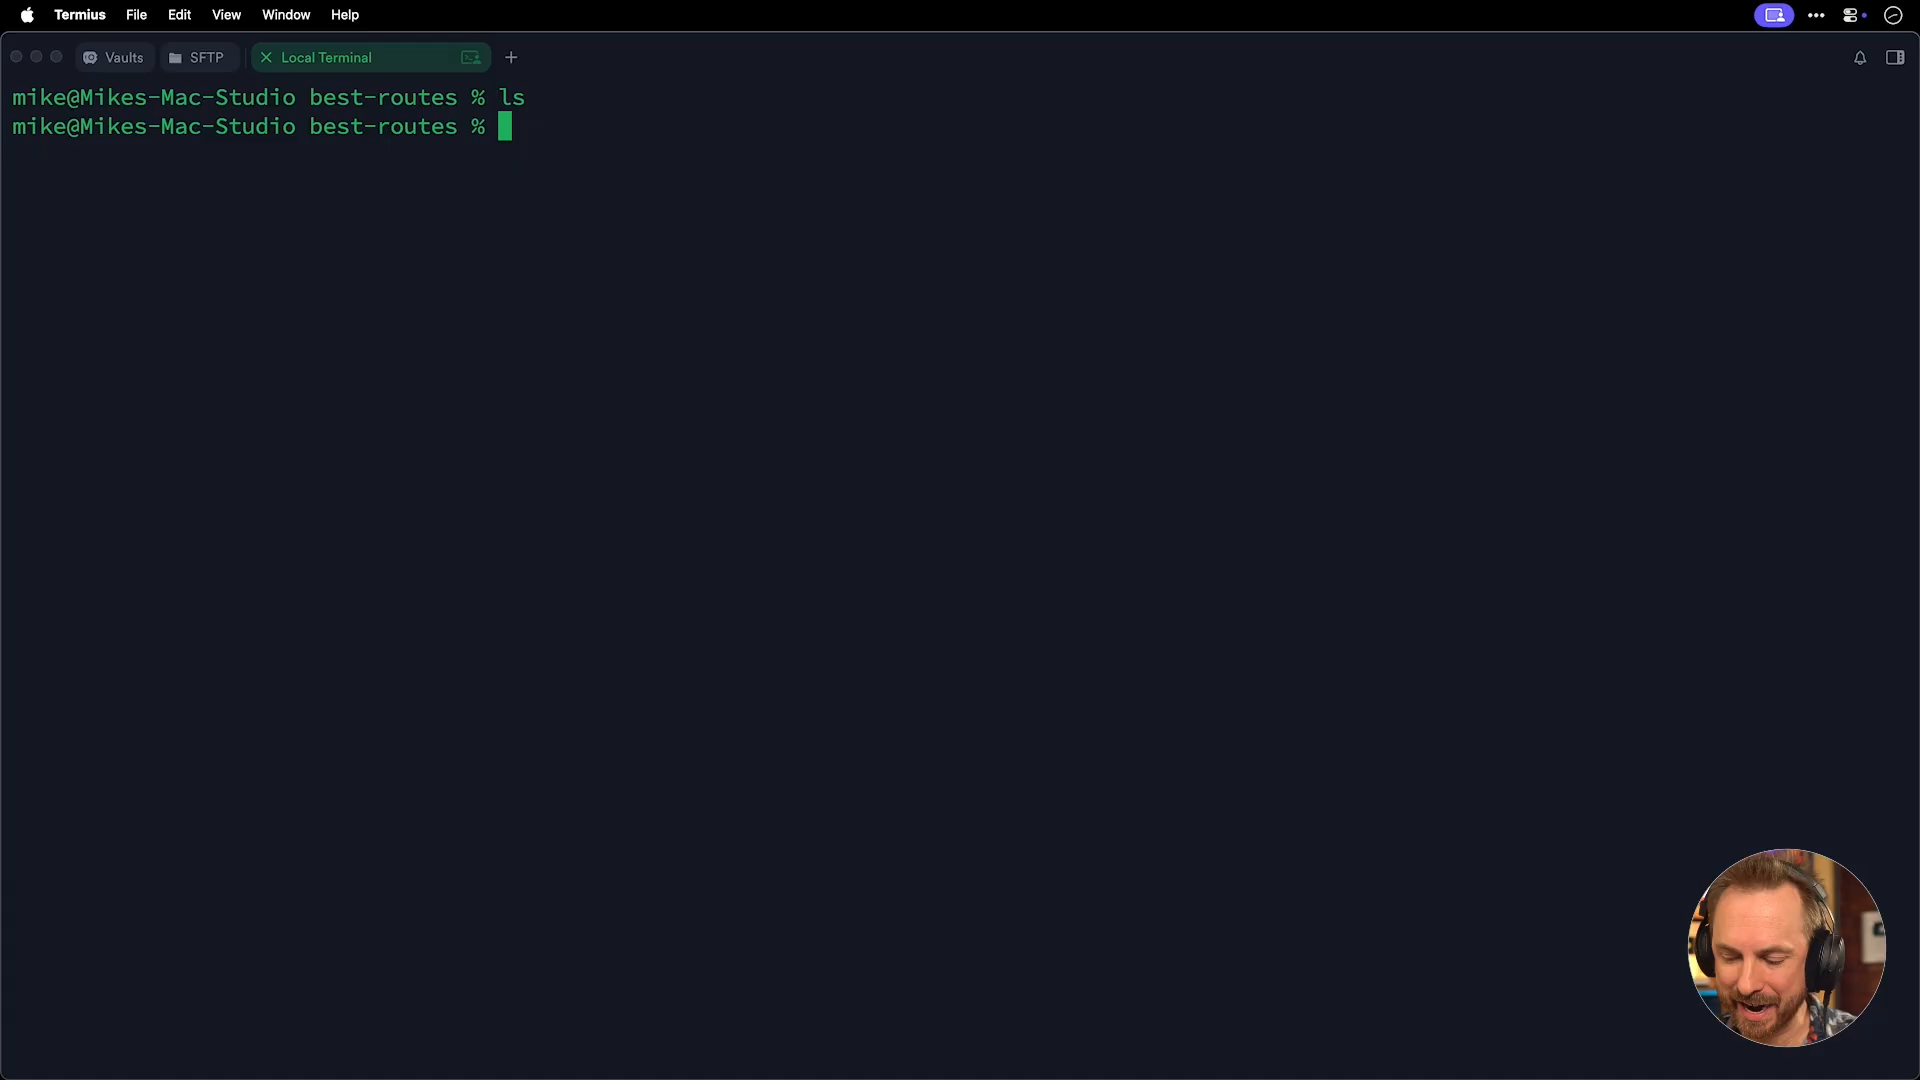 Termius File Edit View Window Help
Vaults SFTP Local Terminal
mike@Mikes-Mac-Studio best-routes % ls
mike@Mikes-Mac-Studio best-routes %